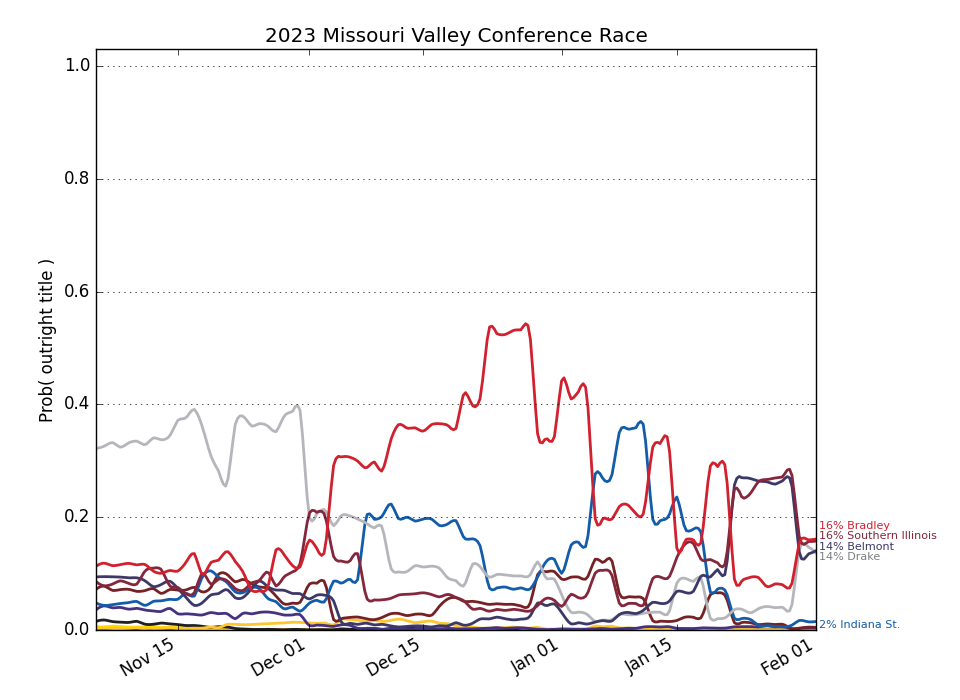 2023 Missouri Valley Conference Race
Prob( outright title )
1.0
0.8
0.6
0.4
0.2
0.0
16% Bradley
16% Southern Illinois
14% Belmont
14% Drake
2% Indiana St.
Nov 15
Dec 01
Dec 15
Jan 01
Jan 15
Feb 01